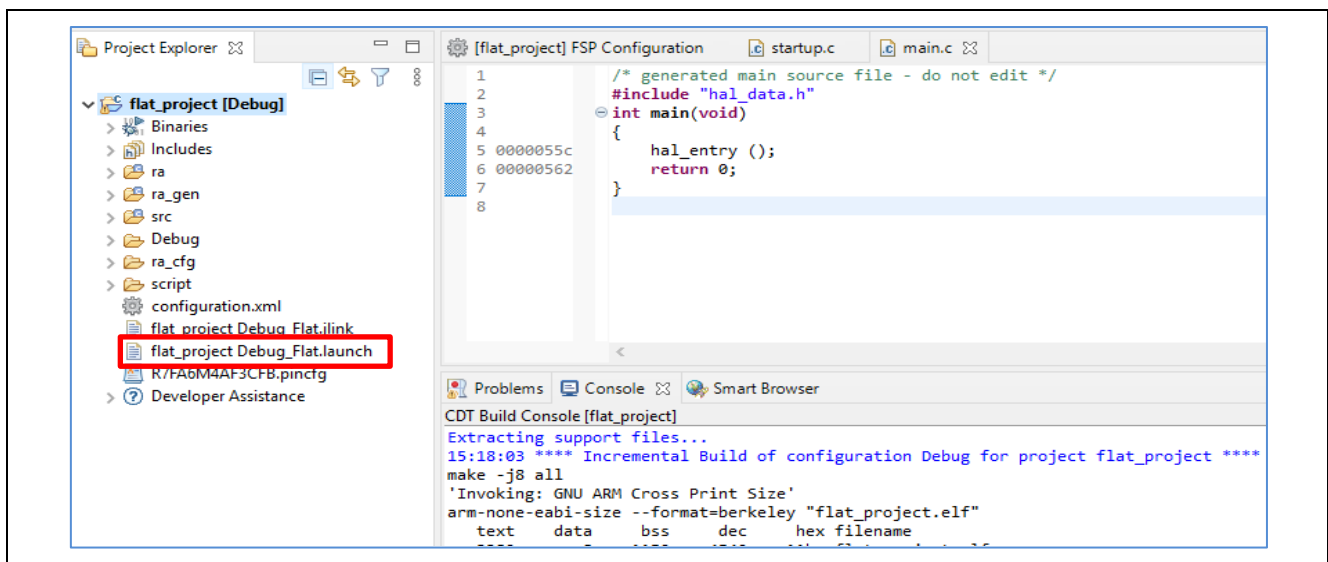 Project Explorer
flat_project [Debug]
Binaries
Includes
ra
ra_gen
src
Debug
ra_cfg
script
configuration.xml
flat_project Debug_Flat.jlink
flat_project Debug_Flat.launch
R7FA6M4AF3CFB.pincfg
Developer Assistance
[flat_project] FSP Configuration startup.c main.c
1 /* generated main source file - do not edit */
2 #include "hal_data.h"
3 int main(void)
4 {
5 0000055c hal_entry ();
6 00000562 return 0;
7 }
8
Problems Console Smart Browser
CDT Build Console [flat_project]
Extracting support files...
15:18:03 **** Incremental Build of configuration Debug for project flat_project ****
make -j8 all
'Invoking: GNU ARM Cross Print Size'
arm-none-eabi-size --format=berkeley "flat_project.elf"
text data bss dec hex filename